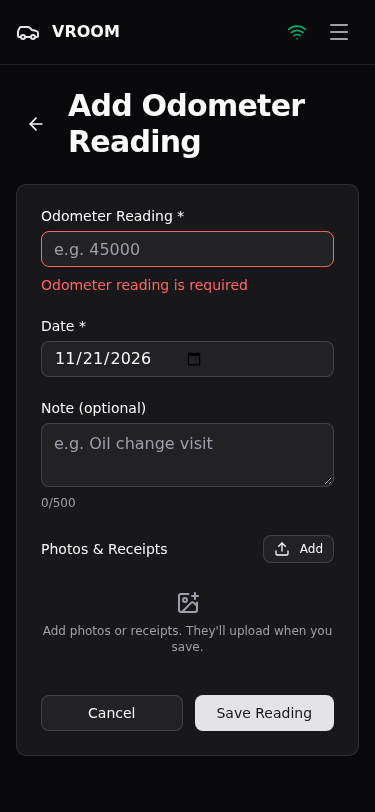 VROOM
Add Odometer
Reading
Odometer Reading *
e.g. 45000
Odometer reading is required
Date *
11/21/2026
Note (optional)
e.g. Oil change visit
0/500
Photos & Receipts
Add
Add photos or receipts. They'll upload when you
save.
Cancel
Save Reading